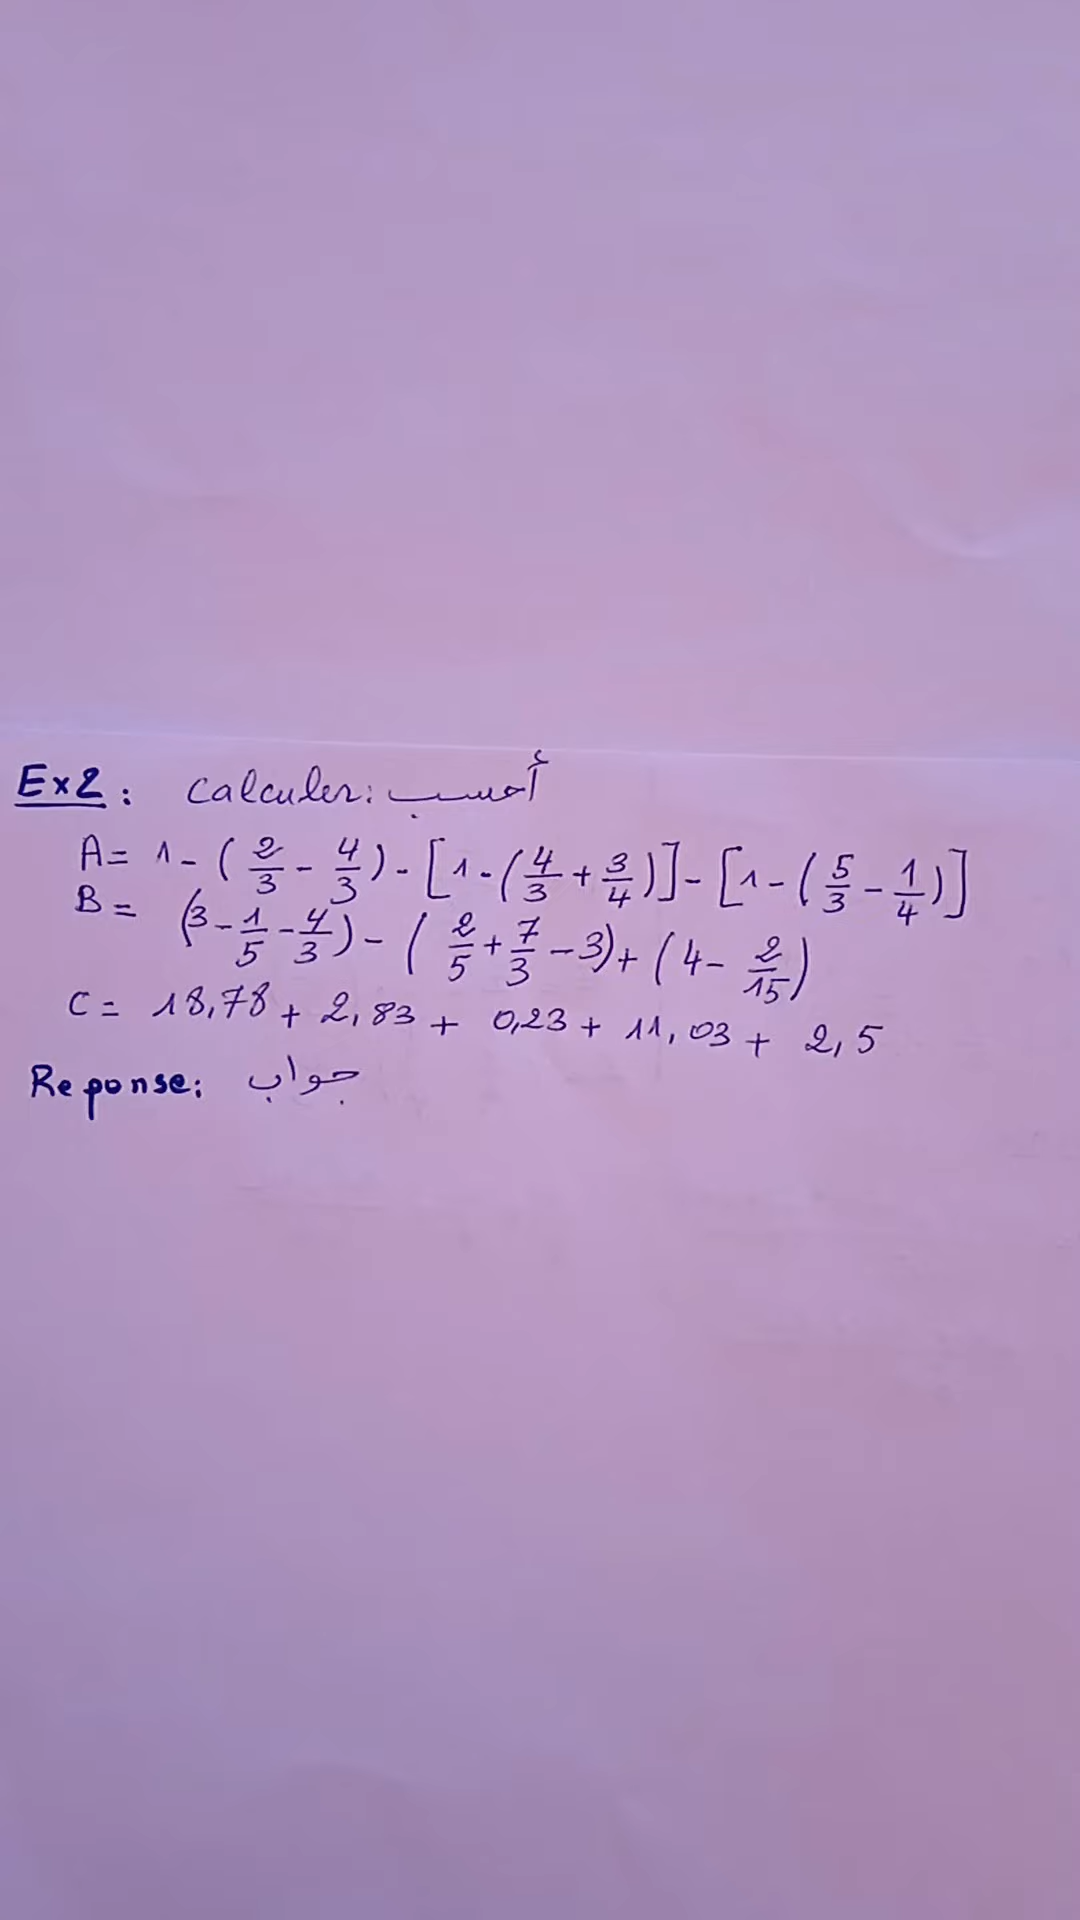 Ex2: calculer: أحسب
A= 1-(2/3 - 4/3)-[1-(4/3+3/4)]-[1-(5/3-1/4)]
B= (3-1/5-4/3)-(2/5+7/3-3)+(4-2/15)
C= 18,78+2,83+0,23+11,03+2,5
Reponse: جواب